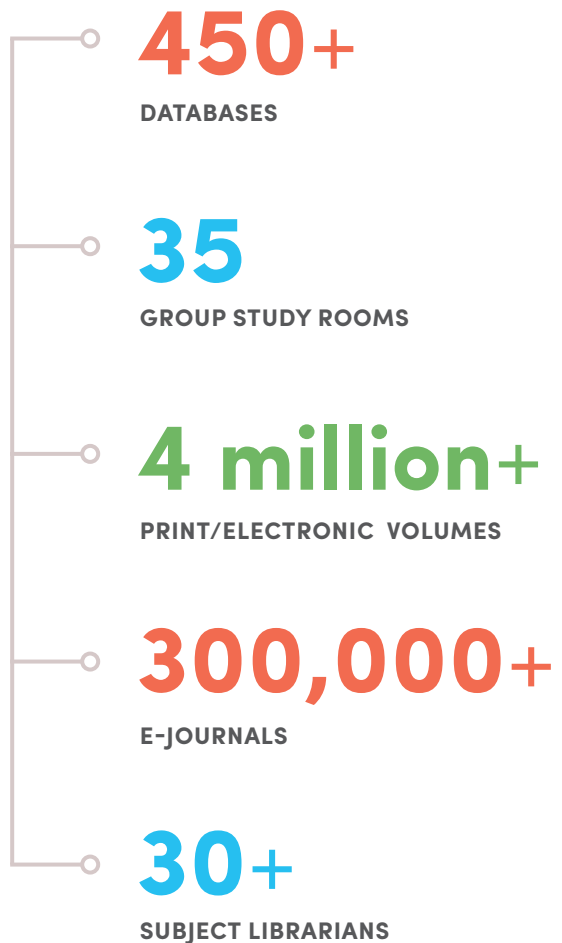 450+
DATABASES
35
GROUP STUDY ROOMS
4 million+
PRINT/ELECTRONIC VOLUMES
300,000+
E-JOURNALS
30+
SUBJECT LIBRARIANS